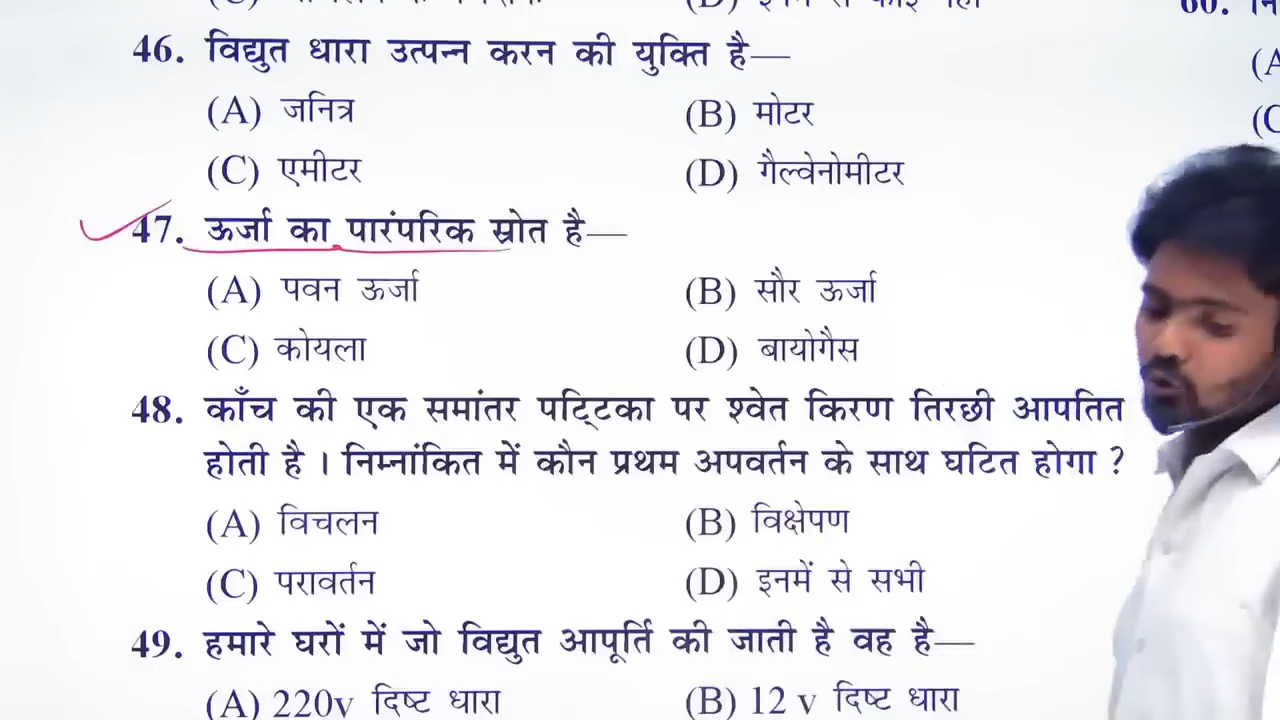 60.
46. विद्युत धारा उत्पन्न करन की युक्ति है—
(A) जनित्र (B) मोटर
(C) एमीटर (D) गैल्वेनोमीटर
47. ऊर्जा का पारंपरिक स्रोत है—
(A) पवन ऊर्जा (B) सौर ऊर्जा
(C) कोयला (D) बायोगैस
48. काँच की एक समांतर पट्टिका पर श्वेत किरण तिरछी आपतित
होती है । निम्नांकित में कौन प्रथम अपवर्तन के साथ घटित होगा ?
(A) विचलन (B) विक्षेपण
(C) परावर्तन (D) इनमें से सभी
49. हमारे घरों में जो विद्युत आपूर्ति की जाती है वह है—
(A) 220v दिष्ट धारा (B) 12 v दिष्ट धारा